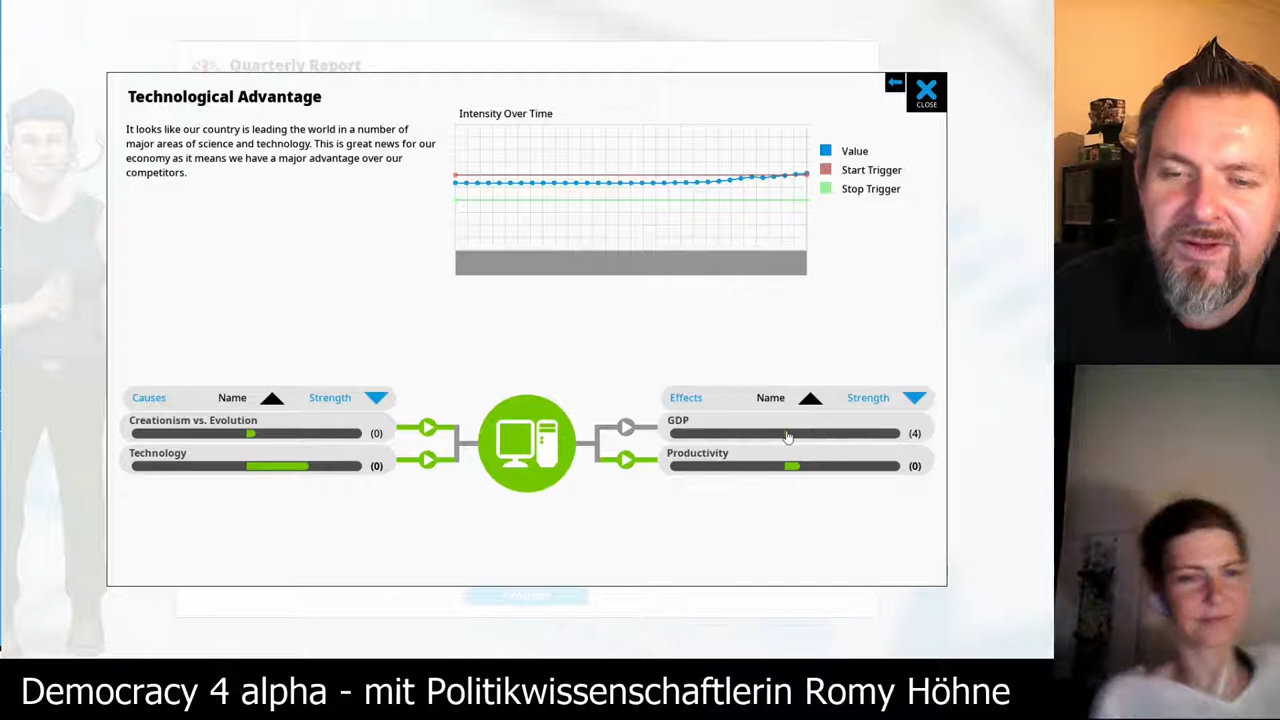 Quarterly Report
Technological Advantage
CLOSE
It looks like our country is leading the world in a number of
major areas of science and technology. This is great news for our
economy as it means we have a major advantage over our
competitors.
Intensity Over Time
Value
Start Trigger
Stop Trigger
Causes Name Strength
Creationism vs. Evolution
(0)
Technology
(0)
Effects Name Strength
GDP
(4)
Productivity
(0)
Democracy 4 alpha - mit Politikwissenschaftlerin Romy Höhne